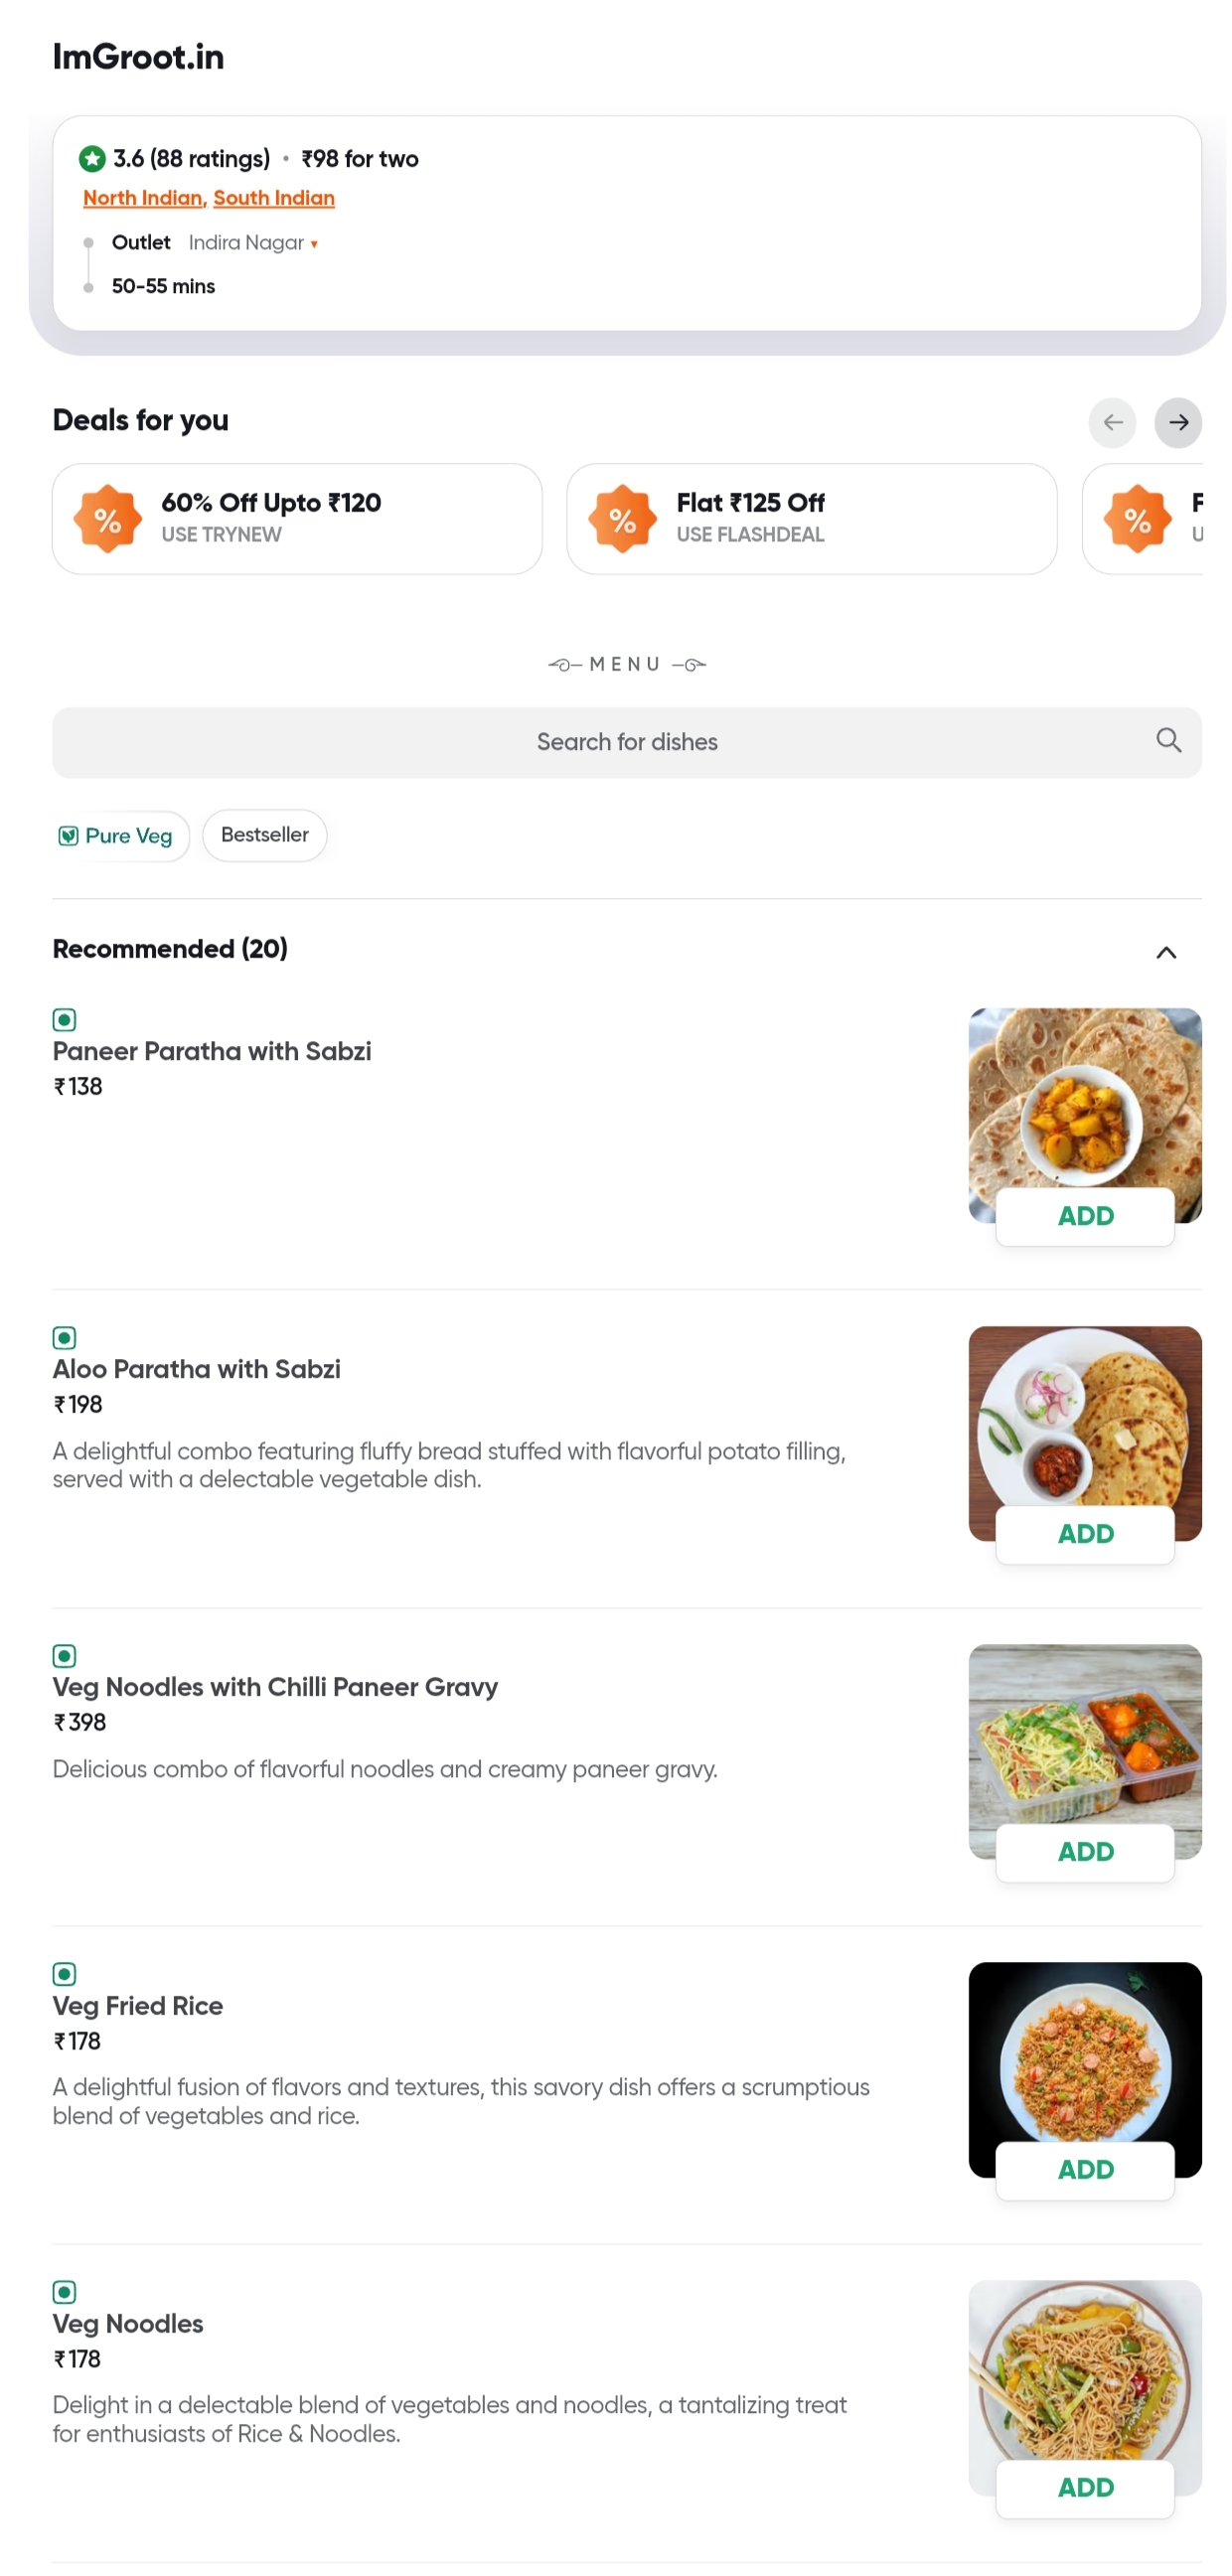 ImGroot.in
3.6 (88 ratings) • ₹98 for two
North Indian, South Indian
Outlet Indira Nagar
50-55 mins
Deals for you
60% Off Upto ₹120
USE TRYNEW
Flat ₹125 Off
USE FLASHDEAL
MENU
Search for dishes
Pure Veg
Bestseller
Recommended (20)
Paneer Paratha with Sabzi
₹138
ADD
Aloo Paratha with Sabzi
₹198
A delightful combo featuring fluffy bread stuffed with flavorful potato filling,
served with a delectable vegetable dish.
ADD
Veg Noodles with Chilli Paneer Gravy
₹398
Delicious combo of flavorful noodles and creamy paneer gravy.
ADD
Veg Fried Rice
₹178
A delightful fusion of flavors and textures, this savory dish offers a scrumptious
blend of vegetables and rice.
ADD
Veg Noodles
₹178
Delight in a delectable blend of vegetables and noodles, a tantalizing treat
for enthusiasts of Rice & Noodles.
ADD